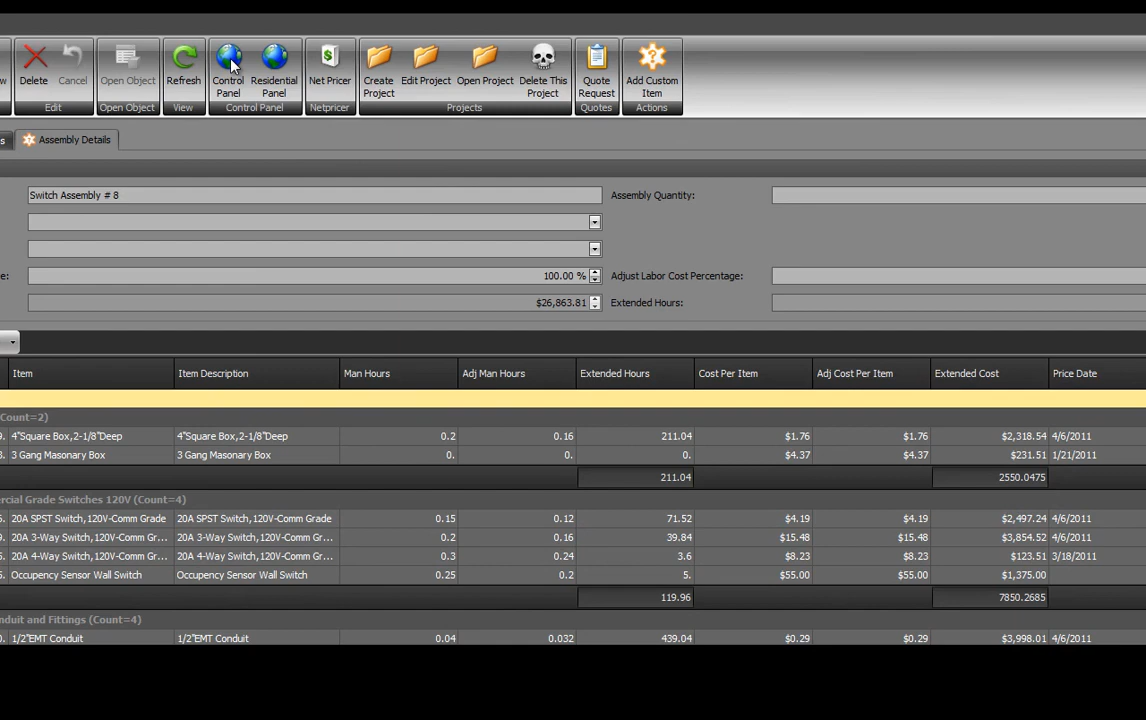 w Delete Cancel Open Object Refresh Control Panel Residential Panel Net Pricer Create Project Edit Project Open Project Delete This Project Quote Request Add Custom Item
Edit Open Object View Control Panel Netpricer Projects Quotes Actions
s Assembly Details
Switch Assembly # 8 Assembly Quantity:
e: 100.00 % Adjust Labor Cost Percentage:
$26,863.81 Extended Hours:
Item Item Description Man Hours Adj Man Hours Extended Hours Cost Per Item Adj Cost Per Item Extended Cost Price Date
Count=2)
4"Square Box,2-1/8"Deep 4"Square Box,2-1/8"Deep 0.2 0.16 211.04 $1.76 $1.76 $2,318.54 4/6/2011
3 Gang Masonary Box 3 Gang Masonary Box 0. 0. 0. $4.37 $4.37 $231.51 1/21/2011
211.04 2550.0475
ercial Grade Switches 120V (Count=4)
20A SPST Switch,120V-Comm Grade 20A SPST Switch,120V-Comm Grade 0.15 0.12 71.52 $4.19 $4.19 $2,497.24 4/6/2011
20A 3-Way Switch,120V-Comm Gr... 20A 3-Way Switch,120V-Comm Gr... 0.2 0.16 39.84 $15.48 $15.48 $3,854.52 4/6/2011
20A 4-Way Switch,120V-Comm Gr... 20A 4-Way Switch,120V-Comm Gr... 0.3 0.24 3.6 $8.23 $8.23 $123.51 3/18/2011
Occupency Sensor Wall Switch Occupency Sensor Wall Switch 0.25 0.2 5. $55.00 $55.00 $1,375.00
119.96 7850.2685
nduit and Fittings (Count=4)
1/2"EMT Conduit 1/2"EMT Conduit 0.04 0.032 439.04 $0.29 $0.29 $3,998.01 4/6/2011